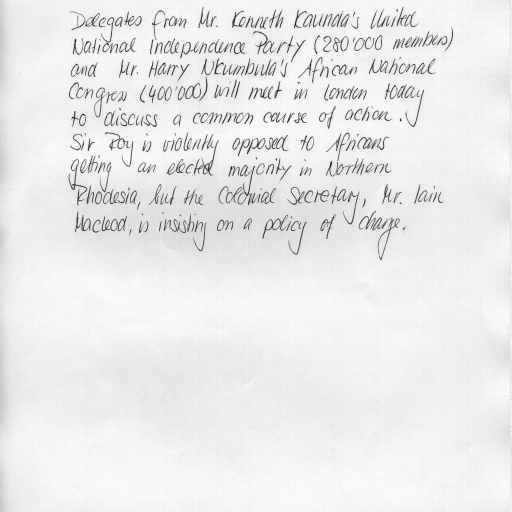 Delegates from Mr. Kenneth Kaunda's United
National Independence Party (280'000 members)
and Mr. Harry Nkumbula's African National
Congress (400'000) will meet in London today
to discuss a common course of action.
Sir Roy is violently opposed to Africans
getting an elected majority in Northern
Rhodesia, but the Colonial Secretary, Mr. Iain
Macleod, is insisting on a policy of change.